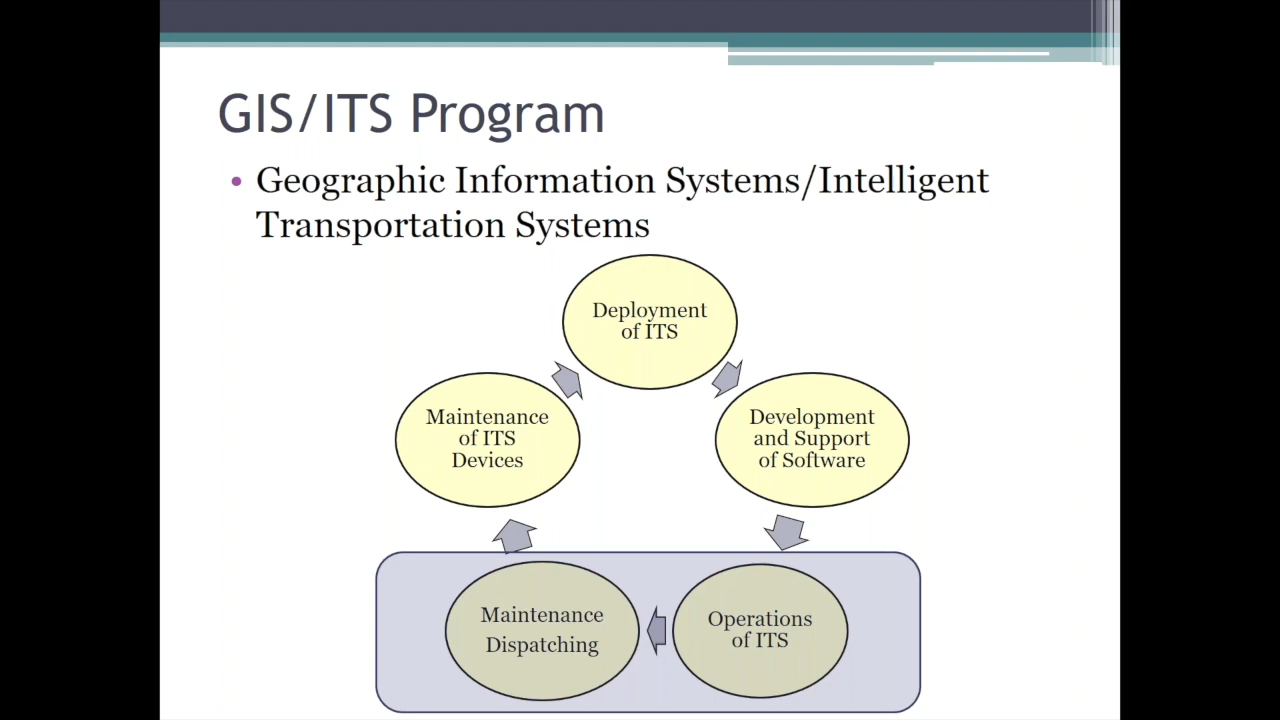 GIS/ITS Program
• Geographic Information Systems/Intelligent
Transportation Systems
Deployment
of ITS
Development
and Support
of Software
Operations
of ITS
Maintenance
Dispatching
Maintenance
of ITS
Devices